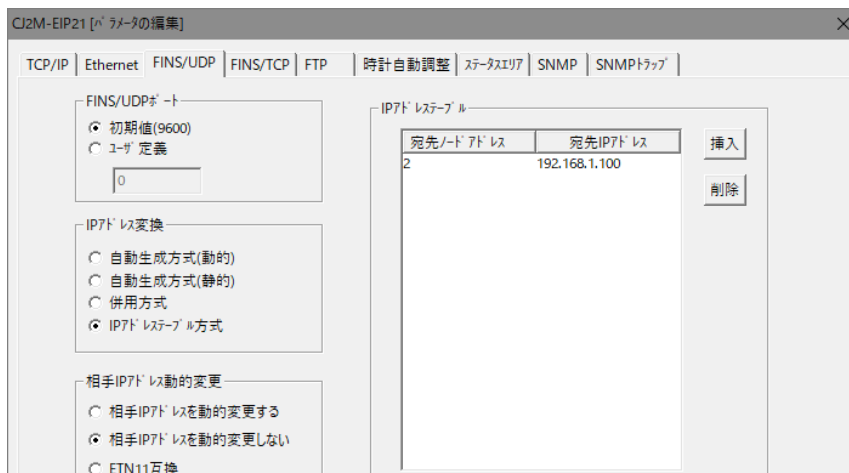 CJ2M-EIP21 [ﾊﾟﾗﾒｰﾀの編集]
TCP/IP Ethernet FINS/UDP FINS/TCP FTP 時計自動調整 ｽﾃｰﾀｽｴﾘｱ SNMP SNMPﾄﾗｯﾌﾟ
FINS/UDPﾎﾟｰﾄ
初期値(9600)
ﾕｰｻﾞ定義
0
IPｱﾄﾞﾚｽ変換
自動生成方式(動的)
自動生成方式(静的)
併用方式
IPｱﾄﾞﾚｽﾃｰﾌﾞﾙ方式
相手IPｱﾄﾞﾚｽ動的変更
相手IPｱﾄﾞﾚｽを動的変更する
相手IPｱﾄﾞﾚｽを動的変更しない
ETN11互換
IPｱﾄﾞﾚｽﾃｰﾌﾞﾙ
宛先ﾉｰﾄﾞｱﾄﾞﾚｽ 宛先IPｱﾄﾞﾚｽ
2 192.168.1.100
挿入
削除